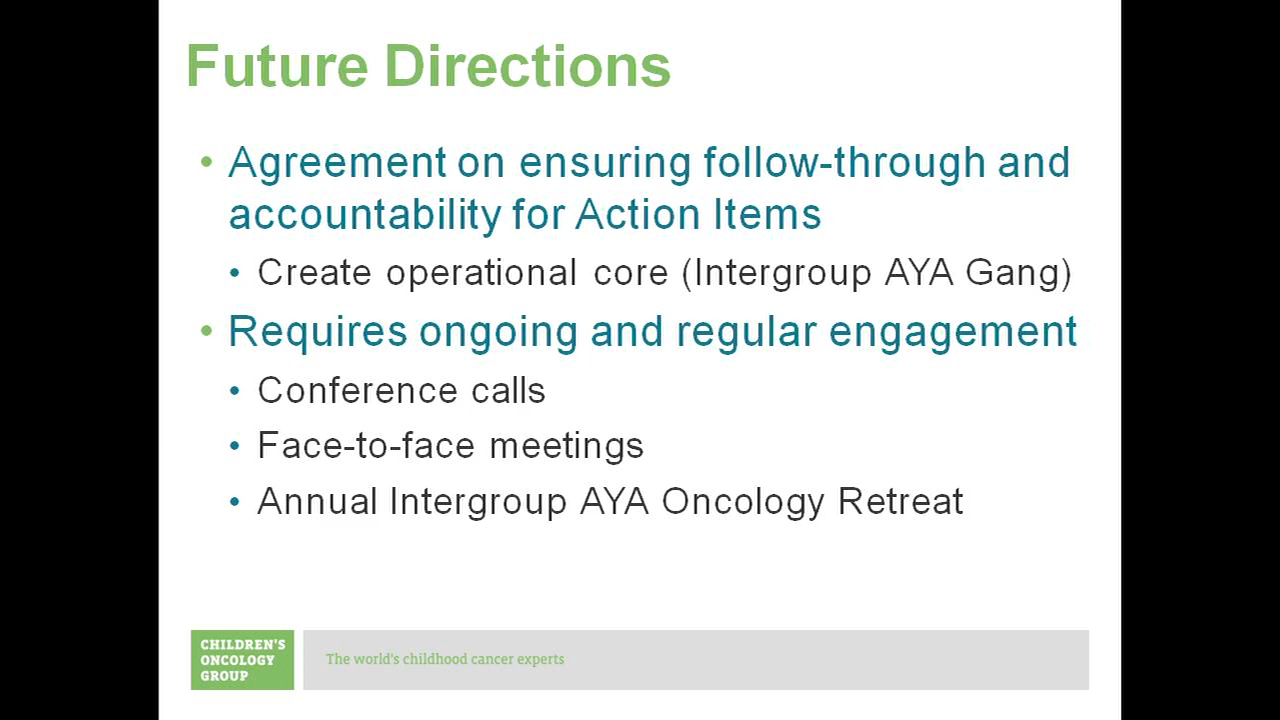 Future Directions
• Agreement on ensuring follow-through and
accountability for Action Items
• Create operational core (Intergroup AYA Gang)
• Requires ongoing and regular engagement
• Conference calls
• Face-to-face meetings
• Annual Intergroup AYA Oncology Retreat
CHILDREN'S
ONCOLOGY
GROUP
The world's childhood cancer experts